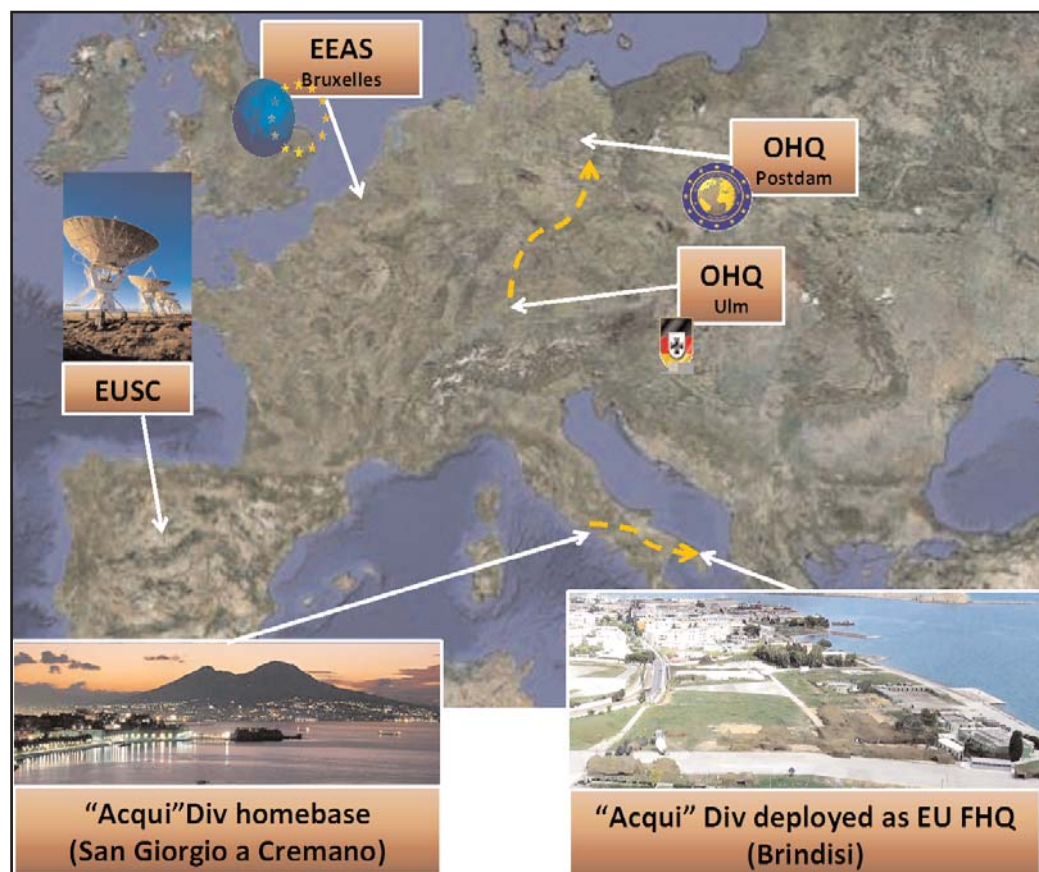 EEAS
Bruxelles
OHQ
Postdam
OHQ
Ulm
EUSC
“Acqui”Div homebase
(San Giorgio a Cremano)
“Acqui” Div deployed as EU FHQ
(Brindisi)